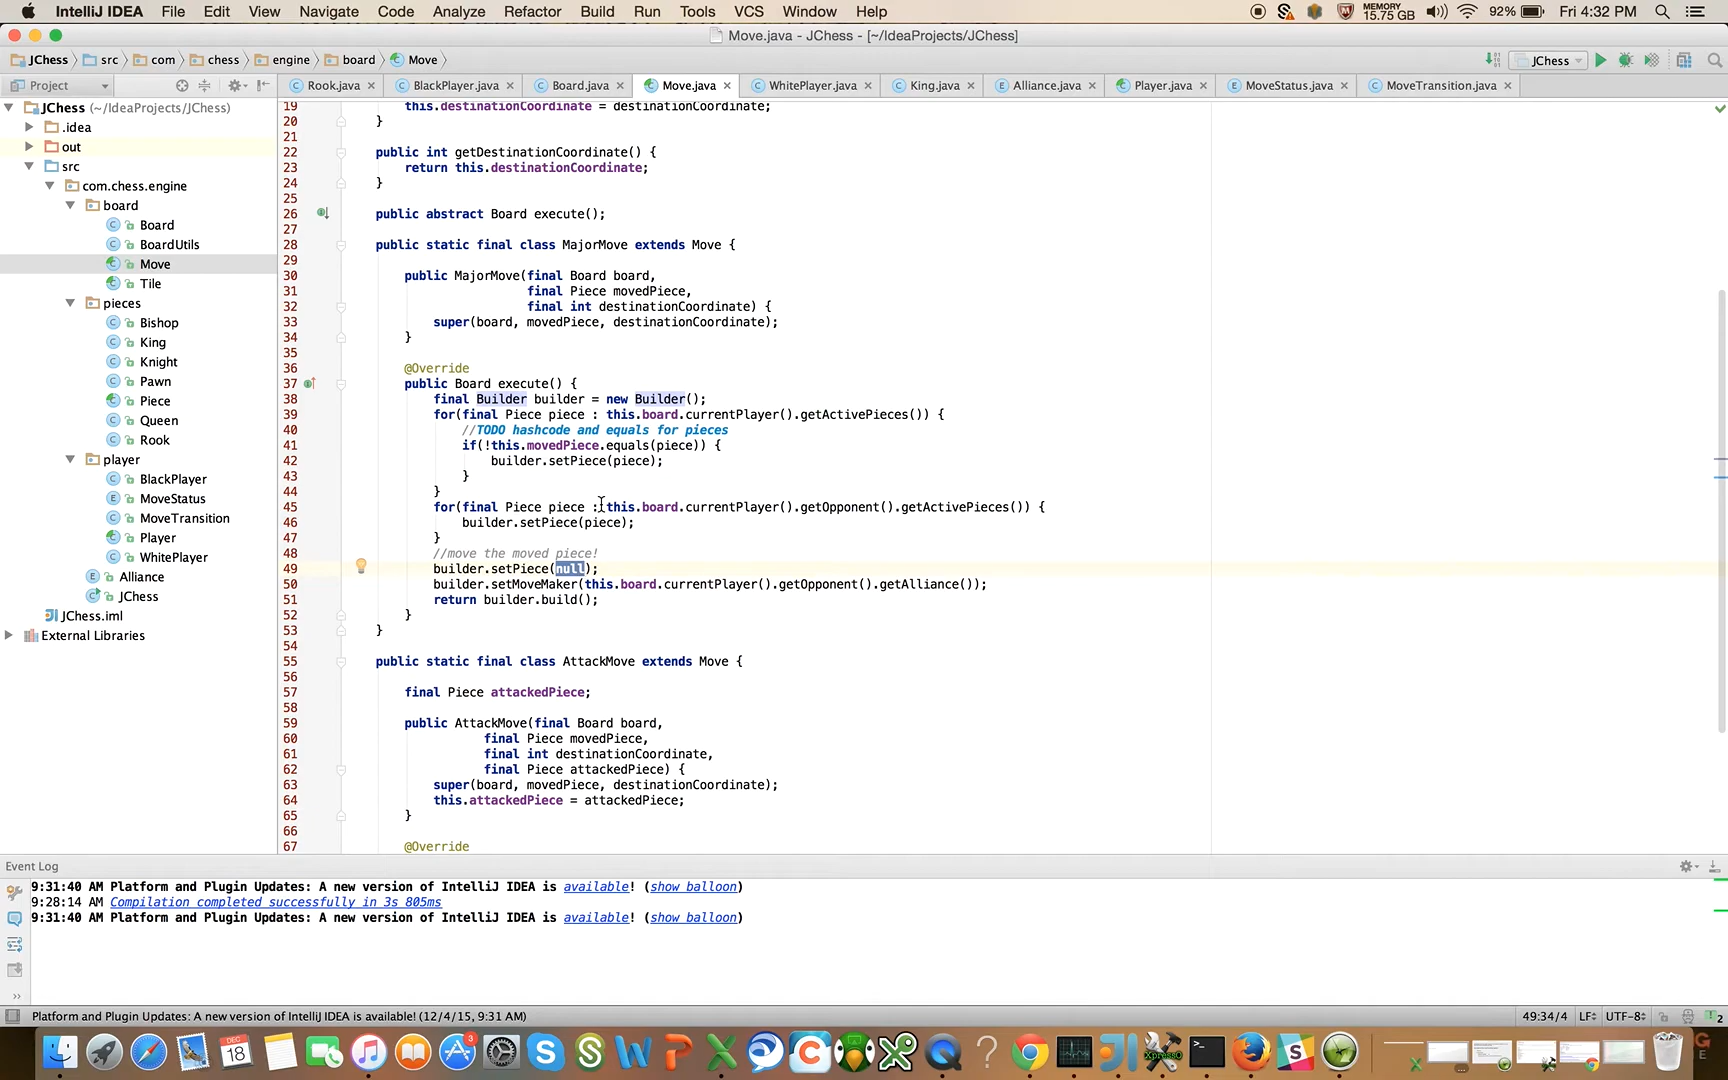 IntelliJ IDEA File Edit View Navigate Code Analyze Refactor Build Run Tools VCS Window Help MEMORY 15.75 GB 92% Fri 4:32 PM
Move.java - JChess - [~/IdeaProjects/JChess]
JChess src com chess engine board Move JChess
Project Rook.java BlackPlayer.java Board.java Move.java WhitePlayer.java King.java Alliance.java Player.java MoveStatus.java MoveTransition.java
JChess (~/IdeaProjects/JChess)
.idea
out
src
com.chess.engine
board
Board
BoardUtils
Move
Tile
pieces
Bishop
King
Knight
Pawn
Piece
Queen
Rook
player
BlackPlayer
MoveStatus
MoveTransition
Player
WhitePlayer
Alliance
JChess
JChess.iml
External Libraries
19 this.destinationCoordinate = destinationCoordinate;
20 }
21
22 public int getDestinationCoordinate() {
23 return this.destinationCoordinate;
24 }
25
26 public abstract Board execute();
27
28 public static final class MajorMove extends Move {
29
30 public MajorMove(final Board board,
31 final Piece movedPiece,
32 final int destinationCoordinate) {
33 super(board, movedPiece, destinationCoordinate);
34 }
35
36 @Override
37 public Board execute() {
38 final Builder builder = new Builder();
39 for(final Piece piece : this.board.currentPlayer().getActivePieces()) {
40 //TODO hashcode and equals for pieces
41 if(!this.movedPiece.equals(piece)) {
42 builder.setPiece(piece);
43 }
44 }
45 for(final Piece piece : this.board.currentPlayer().getOpponent().getActivePieces()) {
46 builder.setPiece(piece);
47 }
48 //move the moved piece!
49 builder.setPiece(null);
50 builder.setMoveMaker(this.board.currentPlayer().getOpponent().getAlliance());
51 return builder.build();
52 }
53 }
54
55 public static final class AttackMove extends Move {
56
57 final Piece attackedPiece;
58
59 public AttackMove(final Board board,
60 final Piece movedPiece,
61 final int destinationCoordinate,
62 final Piece attackedPiece) {
63 super(board, movedPiece, destinationCoordinate);
64 this.attackedPiece = attackedPiece;
65 }
66
67 @Override
Event Log
9:31:40 AM Platform and Plugin Updates: A new version of IntelliJ IDEA is available! (show balloon)
9:28:14 AM Compilation completed successfully in 3s 805ms
9:31:40 AM Platform and Plugin Updates: A new version of IntelliJ IDEA is available! (show balloon)
Platform and Plugin Updates: A new version of IntelliJ IDEA is available! (12/4/15, 9:31 AM) 49:34/4 LF UTF-8 2
DEC 18 3